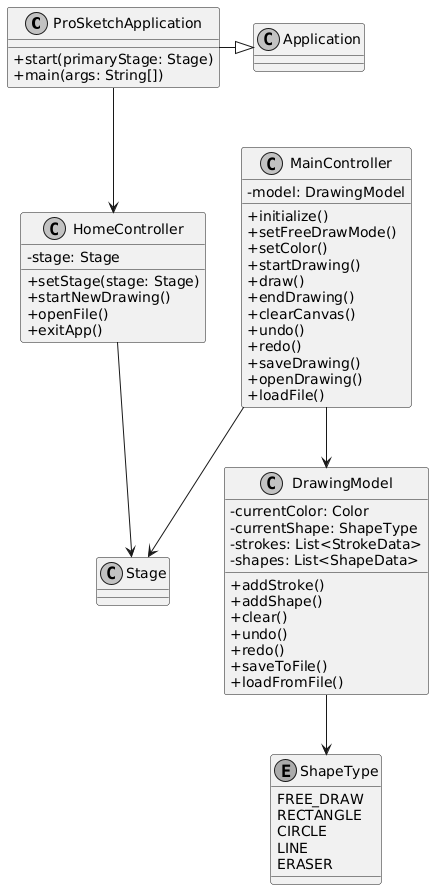 C ProSketchApplication
+start(primaryStage: Stage)
+main(args: String[])
C Application
C MainController
-model: DrawingModel
+initialize()
+setFreeDrawMode()
+setColor()
+startDrawing()
+draw()
+endDrawing()
+clearCanvas()
+undo()
+redo()
+saveDrawing()
+openDrawing()
+loadFile()
C HomeController
-stage: Stage
+setStage(stage: Stage)
+startNewDrawing()
+openFile()
+exitApp()
C DrawingModel
-currentColor: Color
-currentShape: ShapeType
-strokes: List<StrokeData>
-shapes: List<ShapeData>
+addStroke()
+addShape()
+clear()
+undo()
+redo()
+saveToFile()
+loadFromFile()
C Stage
E ShapeType
FREE_DRAW
RECTANGLE
CIRCLE
LINE
ERASER